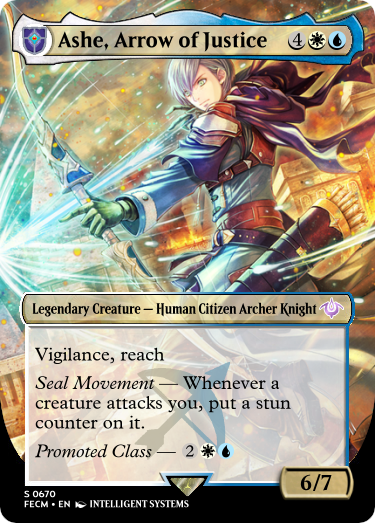 Ashe, Arrow of Justice 4
Legendary Creature — Human Citizen Archer Knight
Vigilance, reach
Seal Movement — Whenever a
creature attacks you, put a stun
counter on it.
Promoted Class — 2
6/7
S 0670
FECM • EN INTELLIGENT SYSTEMS